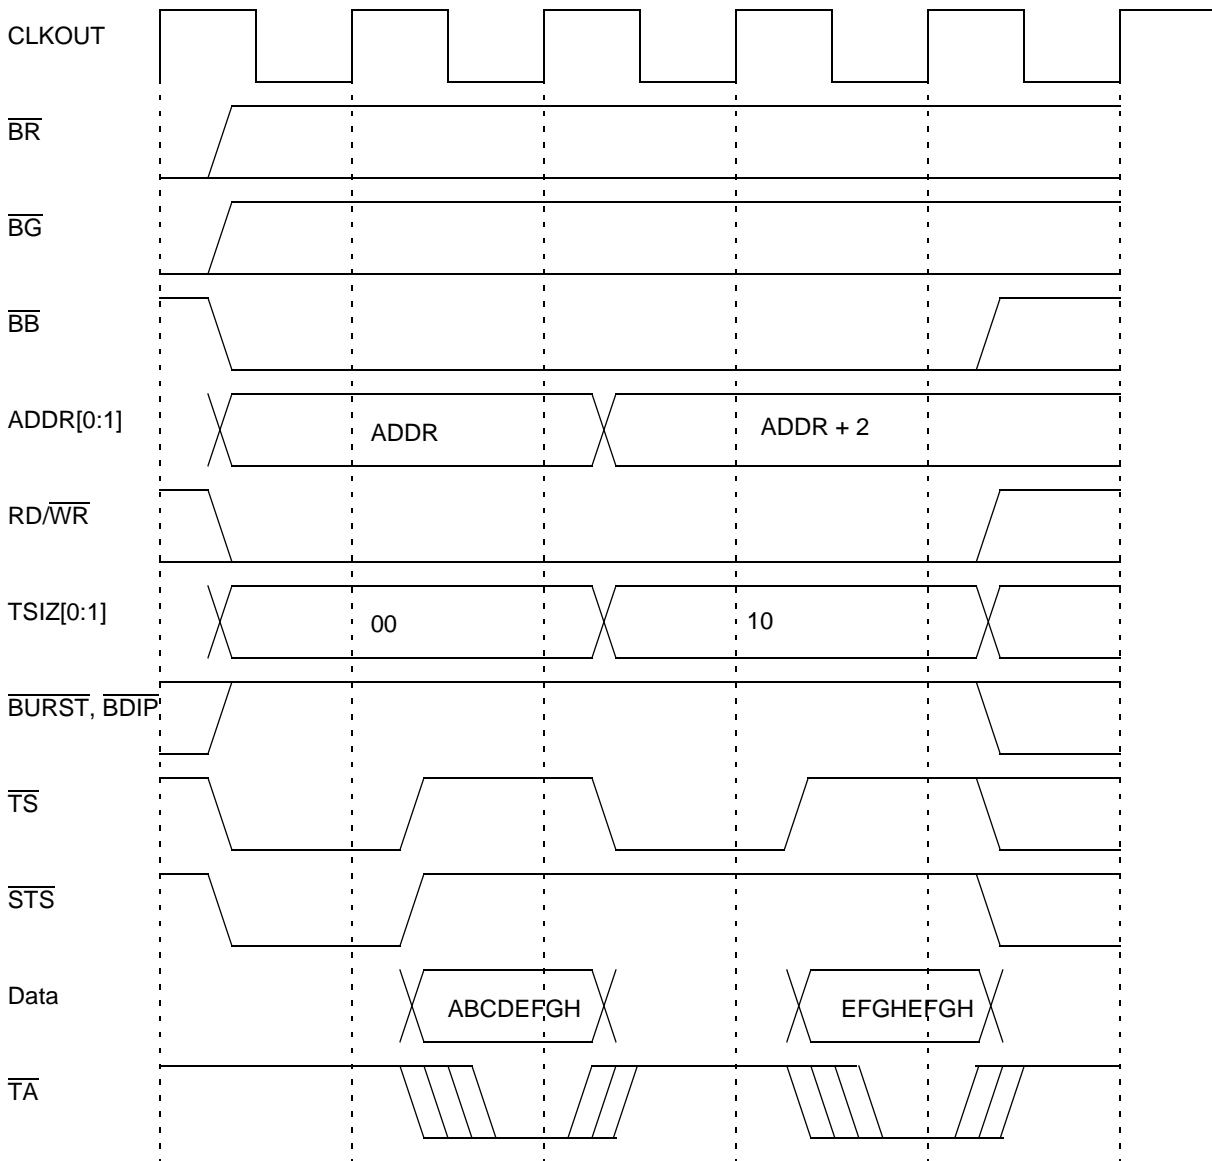 CLKOUT
BR
BG
BB
ADDR[0:1]
ADDR
ADDR + 2
RD/WR
TSIZ[0:1]
00
10
BURST, BDIP
TS
STS
Data
ABCDEFGH
EFGHEFGH
TA